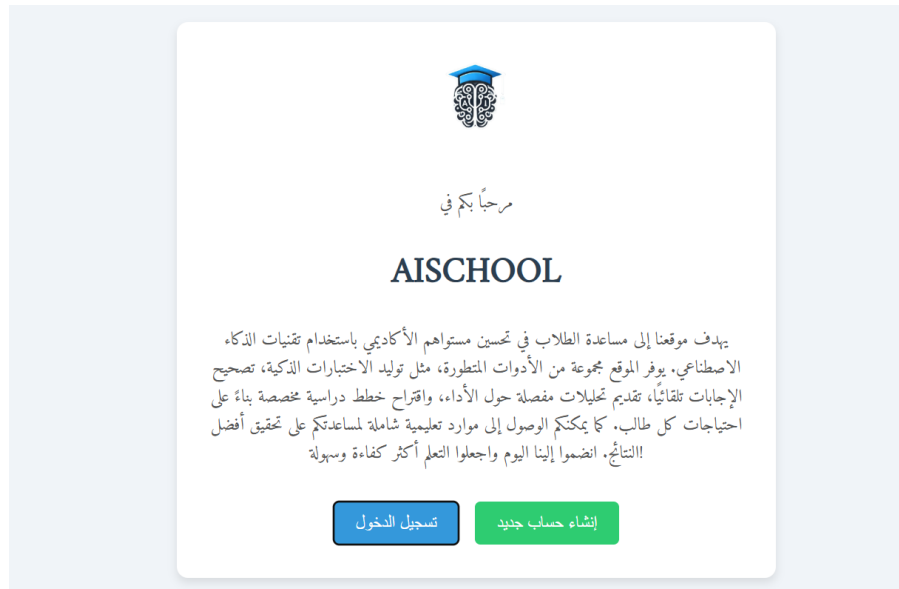 AI
مرحبًا بكم في
AISCHOOL
يهدف موقعنا إلى مساعدة الطلاب في تحسين مستواهم الأكاديمي باستخدام تقنيات الذكاء
الاصطناعي. يوفر الموقع مجموعة من الأدوات المتطورة، مثل توليد الاختبارات الذكية، تصحيح
الإجابات تلقائيًا، تقديم تحليلات مفصلة حول الأداء، واقتراح خطط دراسية مخصصة بناءً على
احتياجات كل طالب. كما يمكنكم الوصول إلى موارد تعليمية شاملة لمساعدتكم على تحقيق أفضل
!النتائج. انضموا إلينا اليوم واجعلوا التعلم أكثر كفاءة وسهولة
إنشاء حساب جديد
تسجيل الدخول